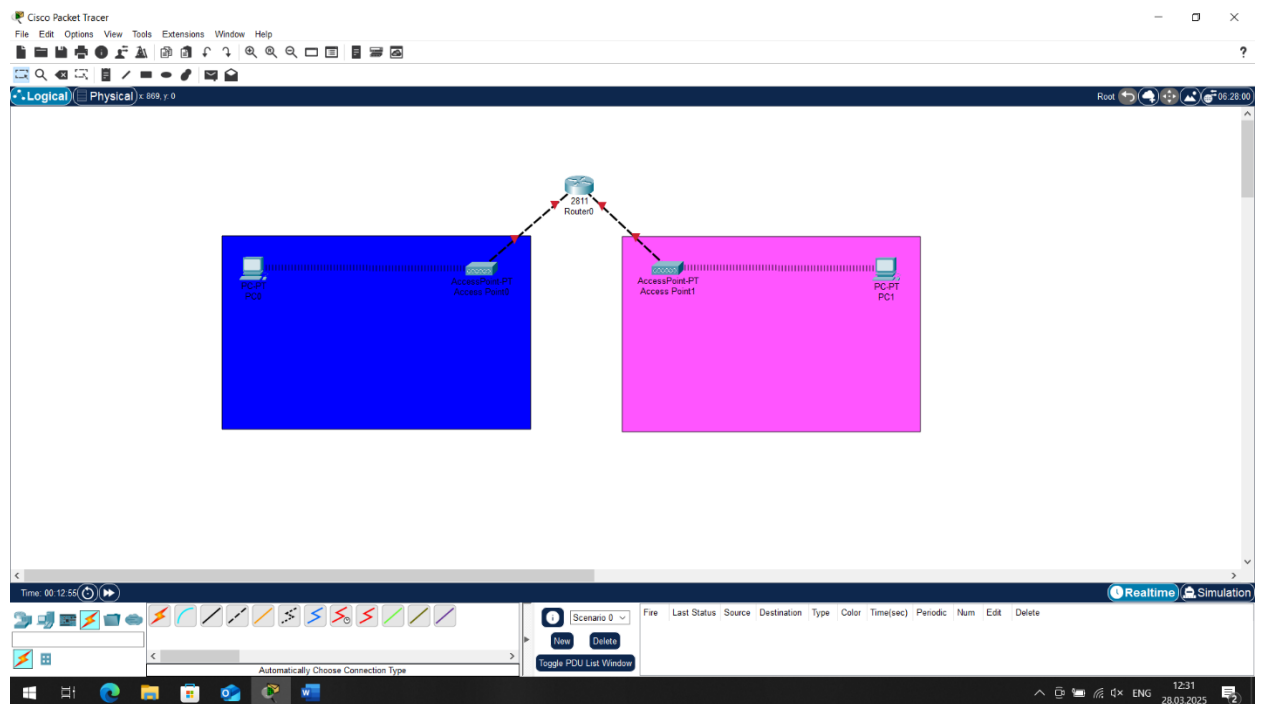 Cisco Packet Tracer
File Edit Options View Tools Extensions Window Help
?
Logical Physical x: 869, y: 0
Root 06:28:00
2811
Router0
PC-PT
PC0
AccessPoint-PT
Access Point0
AccessPoint-PT
Access Point1
PC-PT
PC1
Time: 00:12:55
Realtime Simulation
Scenario 0
Fire Last Status Source Destination Type Color Time(sec) Periodic Num Edit Delete
New Delete
Toggle PDU List Window
Automatically Choose Connection Type
ENG
12:31
28.03.2025
2